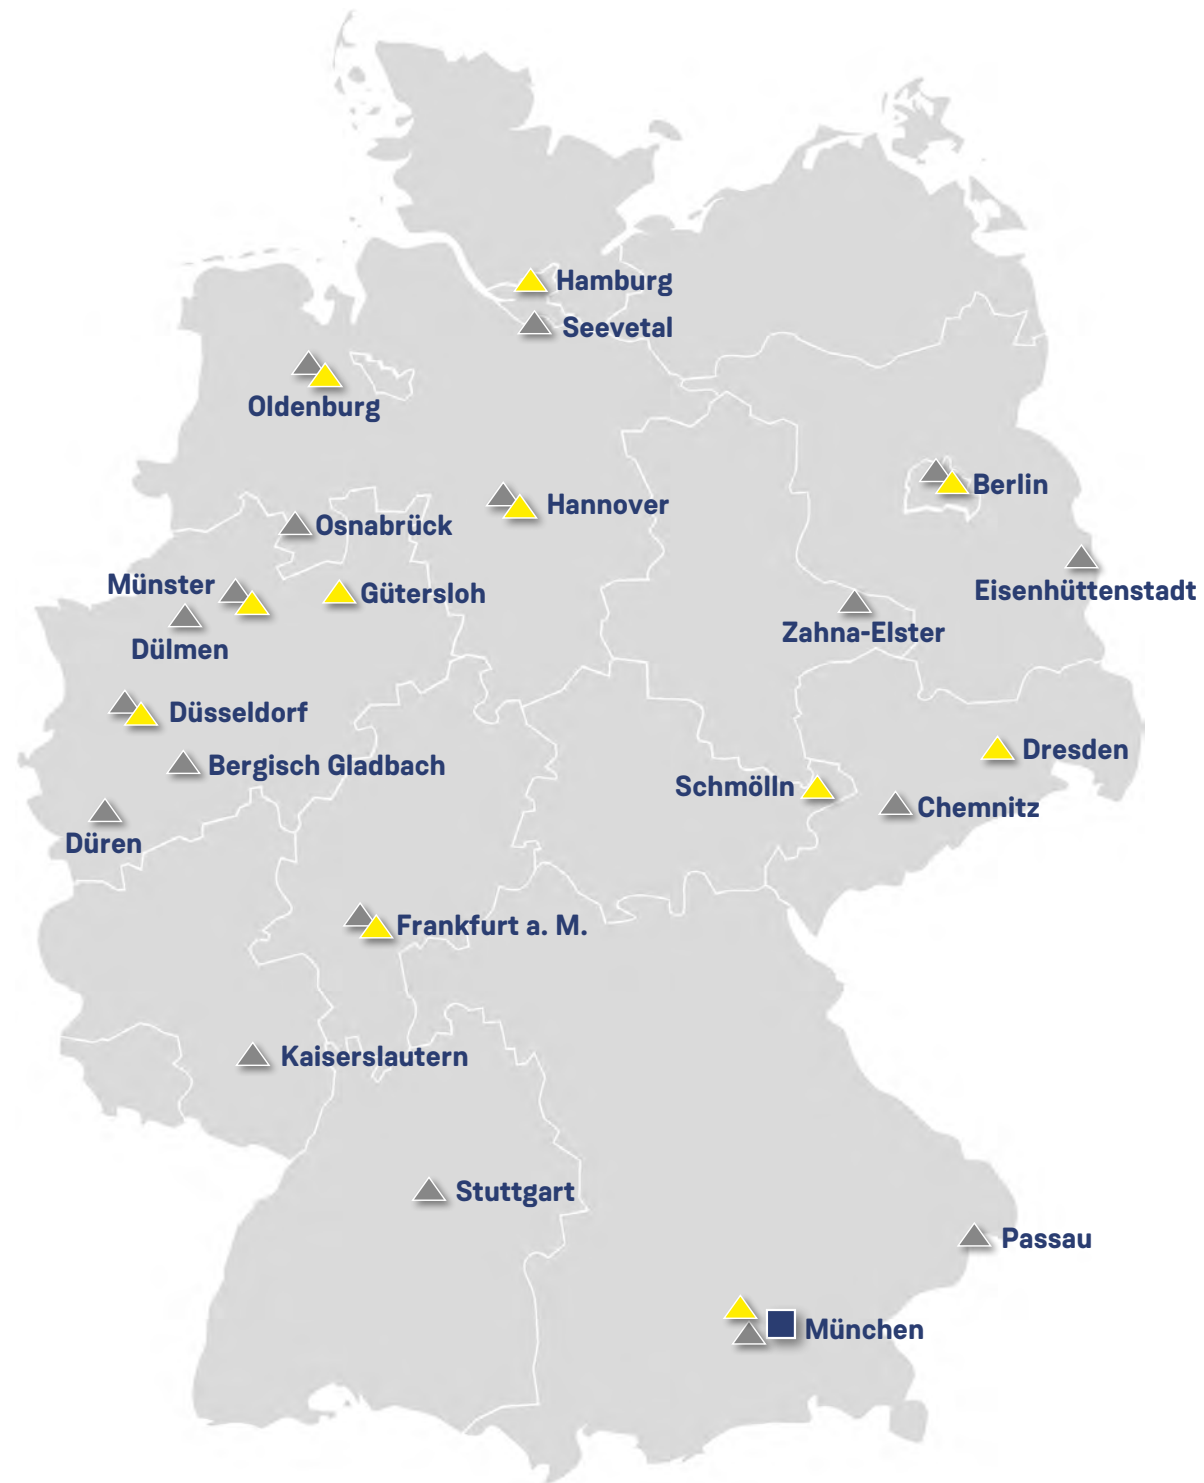 Hamburg
Seevetal
Oldenburg
Berlin
Hannover
Osnabrück
Eisenhüttenstadt
Münster
Gütersloh
Zahna-Elster
Dülmen
Düsseldorf
Dresden
Bergisch Gladbach
Schmölln
Chemnitz
Düren
Frankfurt a. M.
Kaiserslautern
Stuttgart
Passau
München